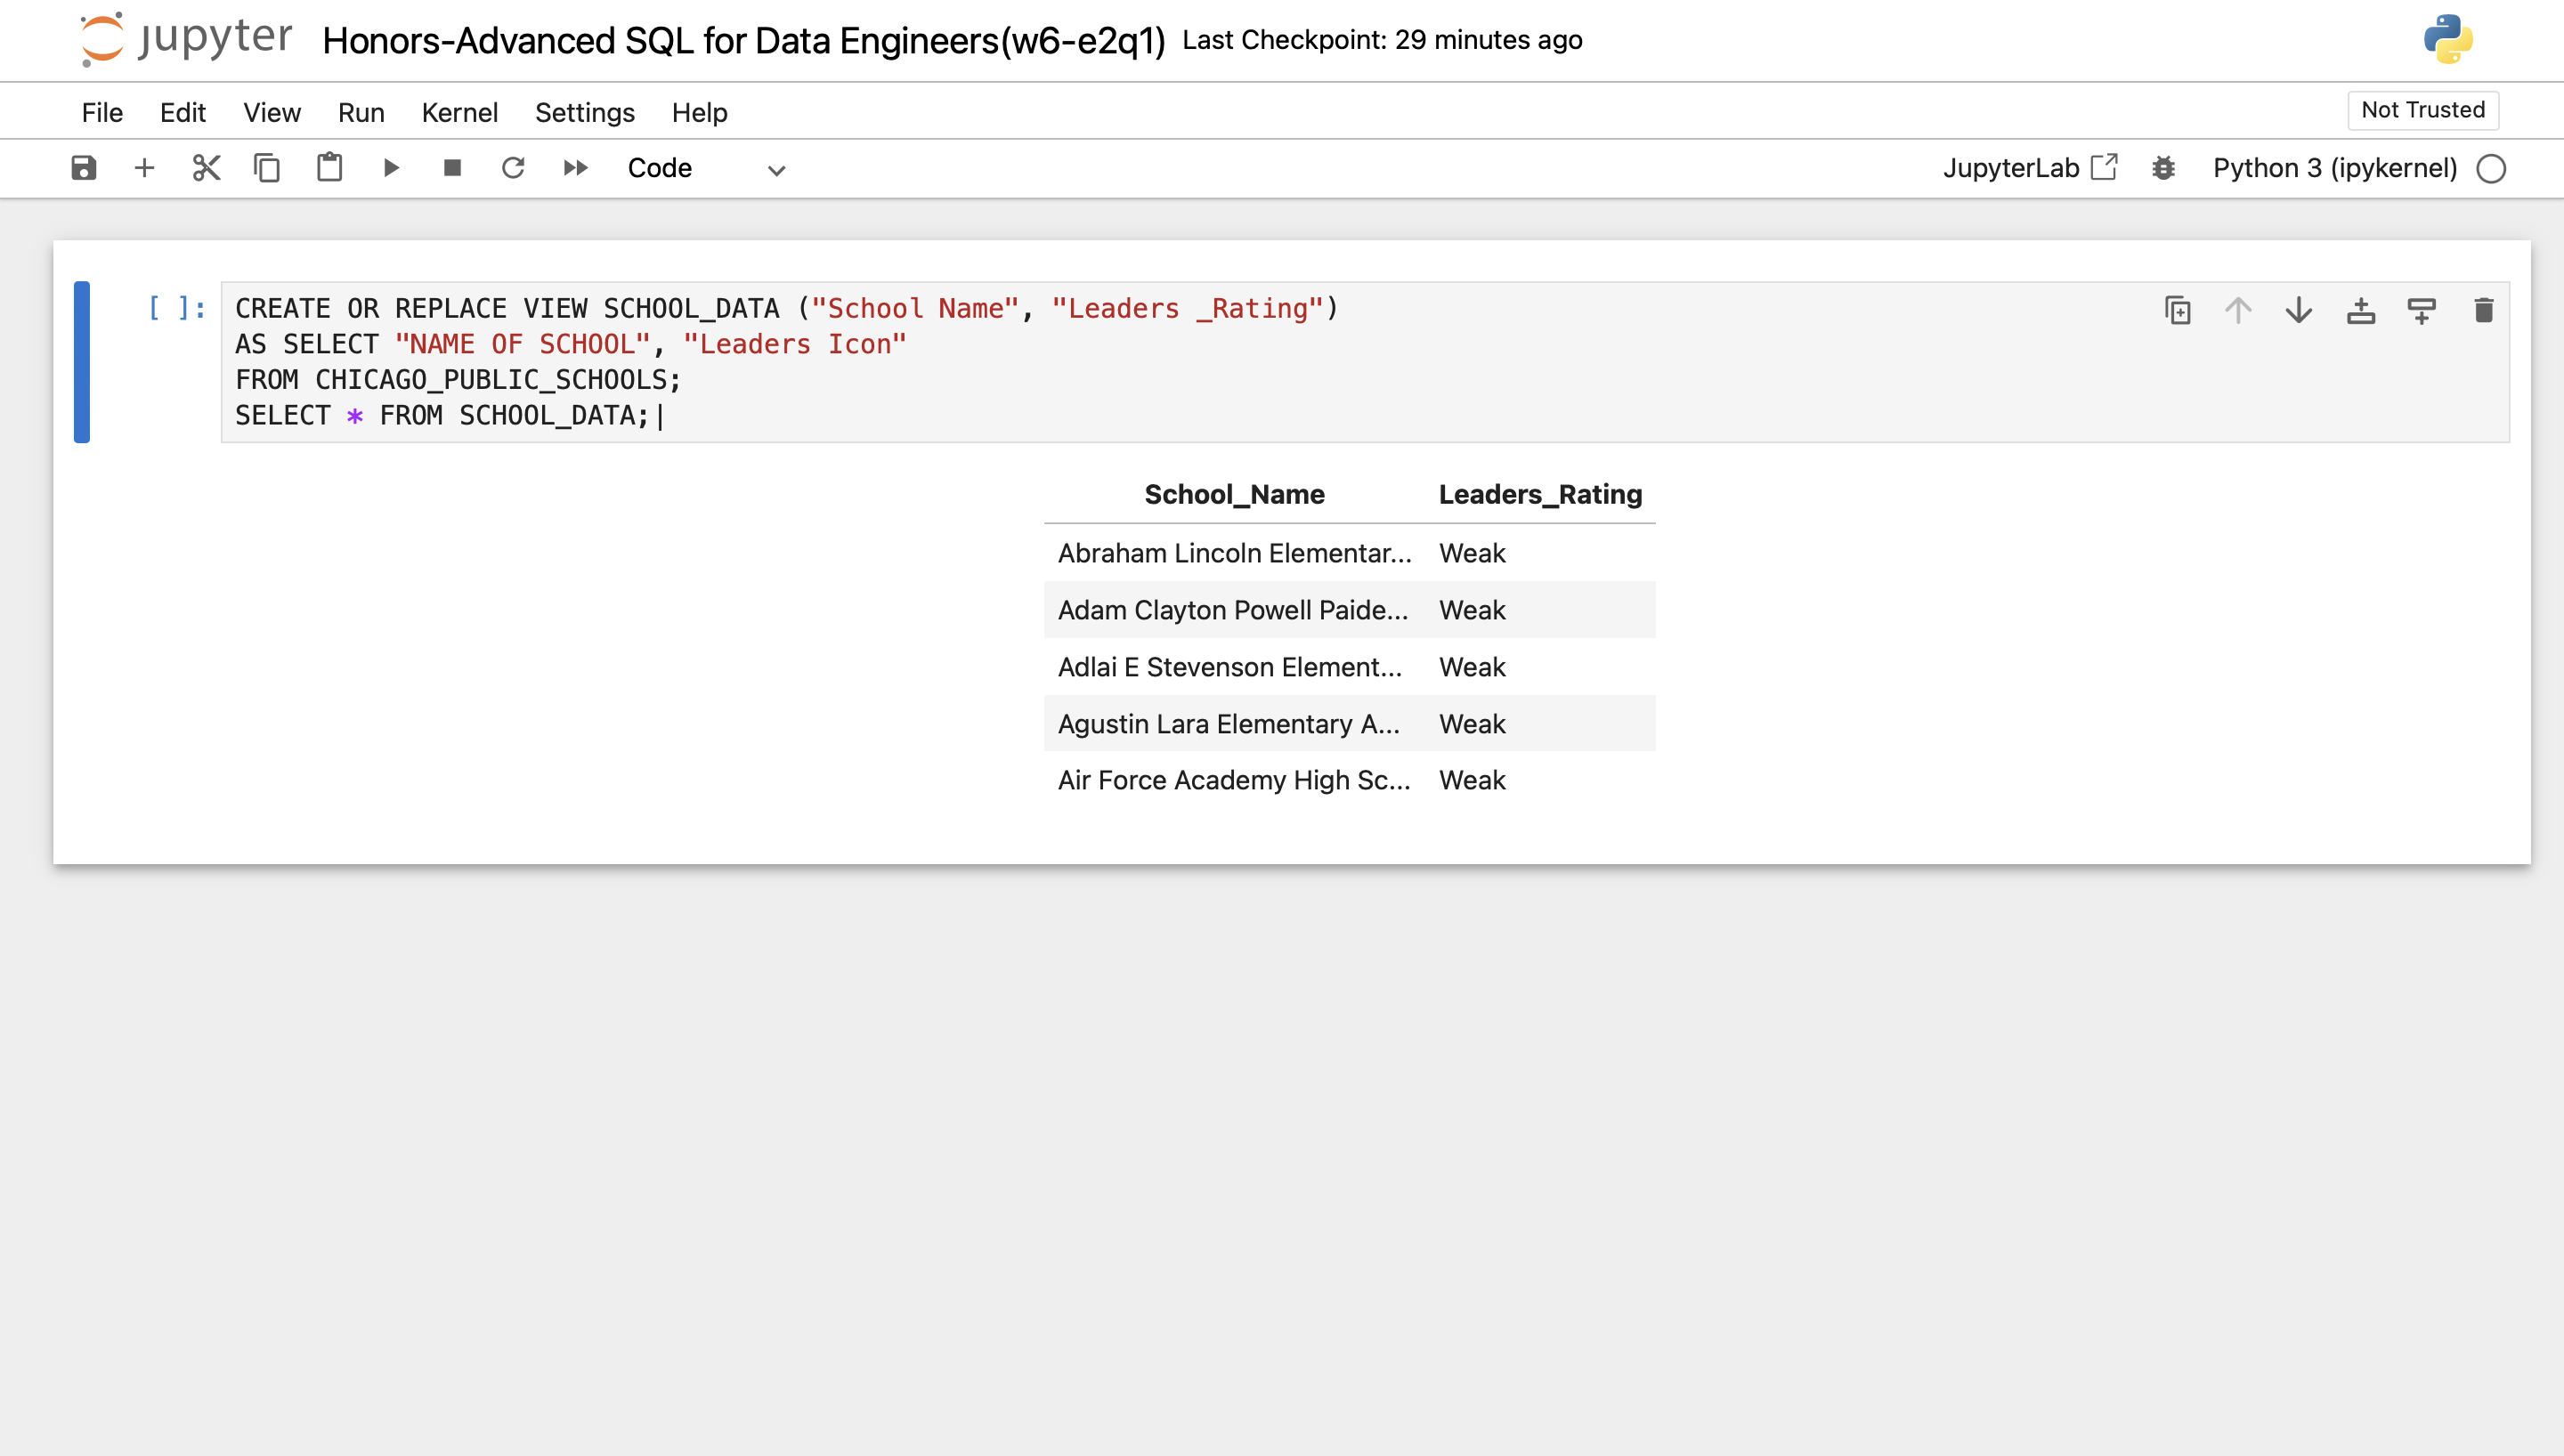 jupyter Honors-Advanced SQL for Data Engineers(w6-e2q1) Last Checkpoint: 29 minutes ago
File Edit View Run Kernel Settings Help Not Trusted
Code JupyterLab Python 3 (ipykernel)
[ ]: CREATE OR REPLACE VIEW SCHOOL_DATA ("School Name", "Leaders _Rating")
AS SELECT "NAME OF SCHOOL", "Leaders Icon"
FROM CHICAGO_PUBLIC_SCHOOLS;
SELECT * FROM SCHOOL_DATA;|
School_Name Leaders_Rating
Abraham Lincoln Elementar... Weak
Adam Clayton Powell Paide... Weak
Adlai E Stevenson Element... Weak
Agustin Lara Elementary A... Weak
Air Force Academy High Sc... Weak